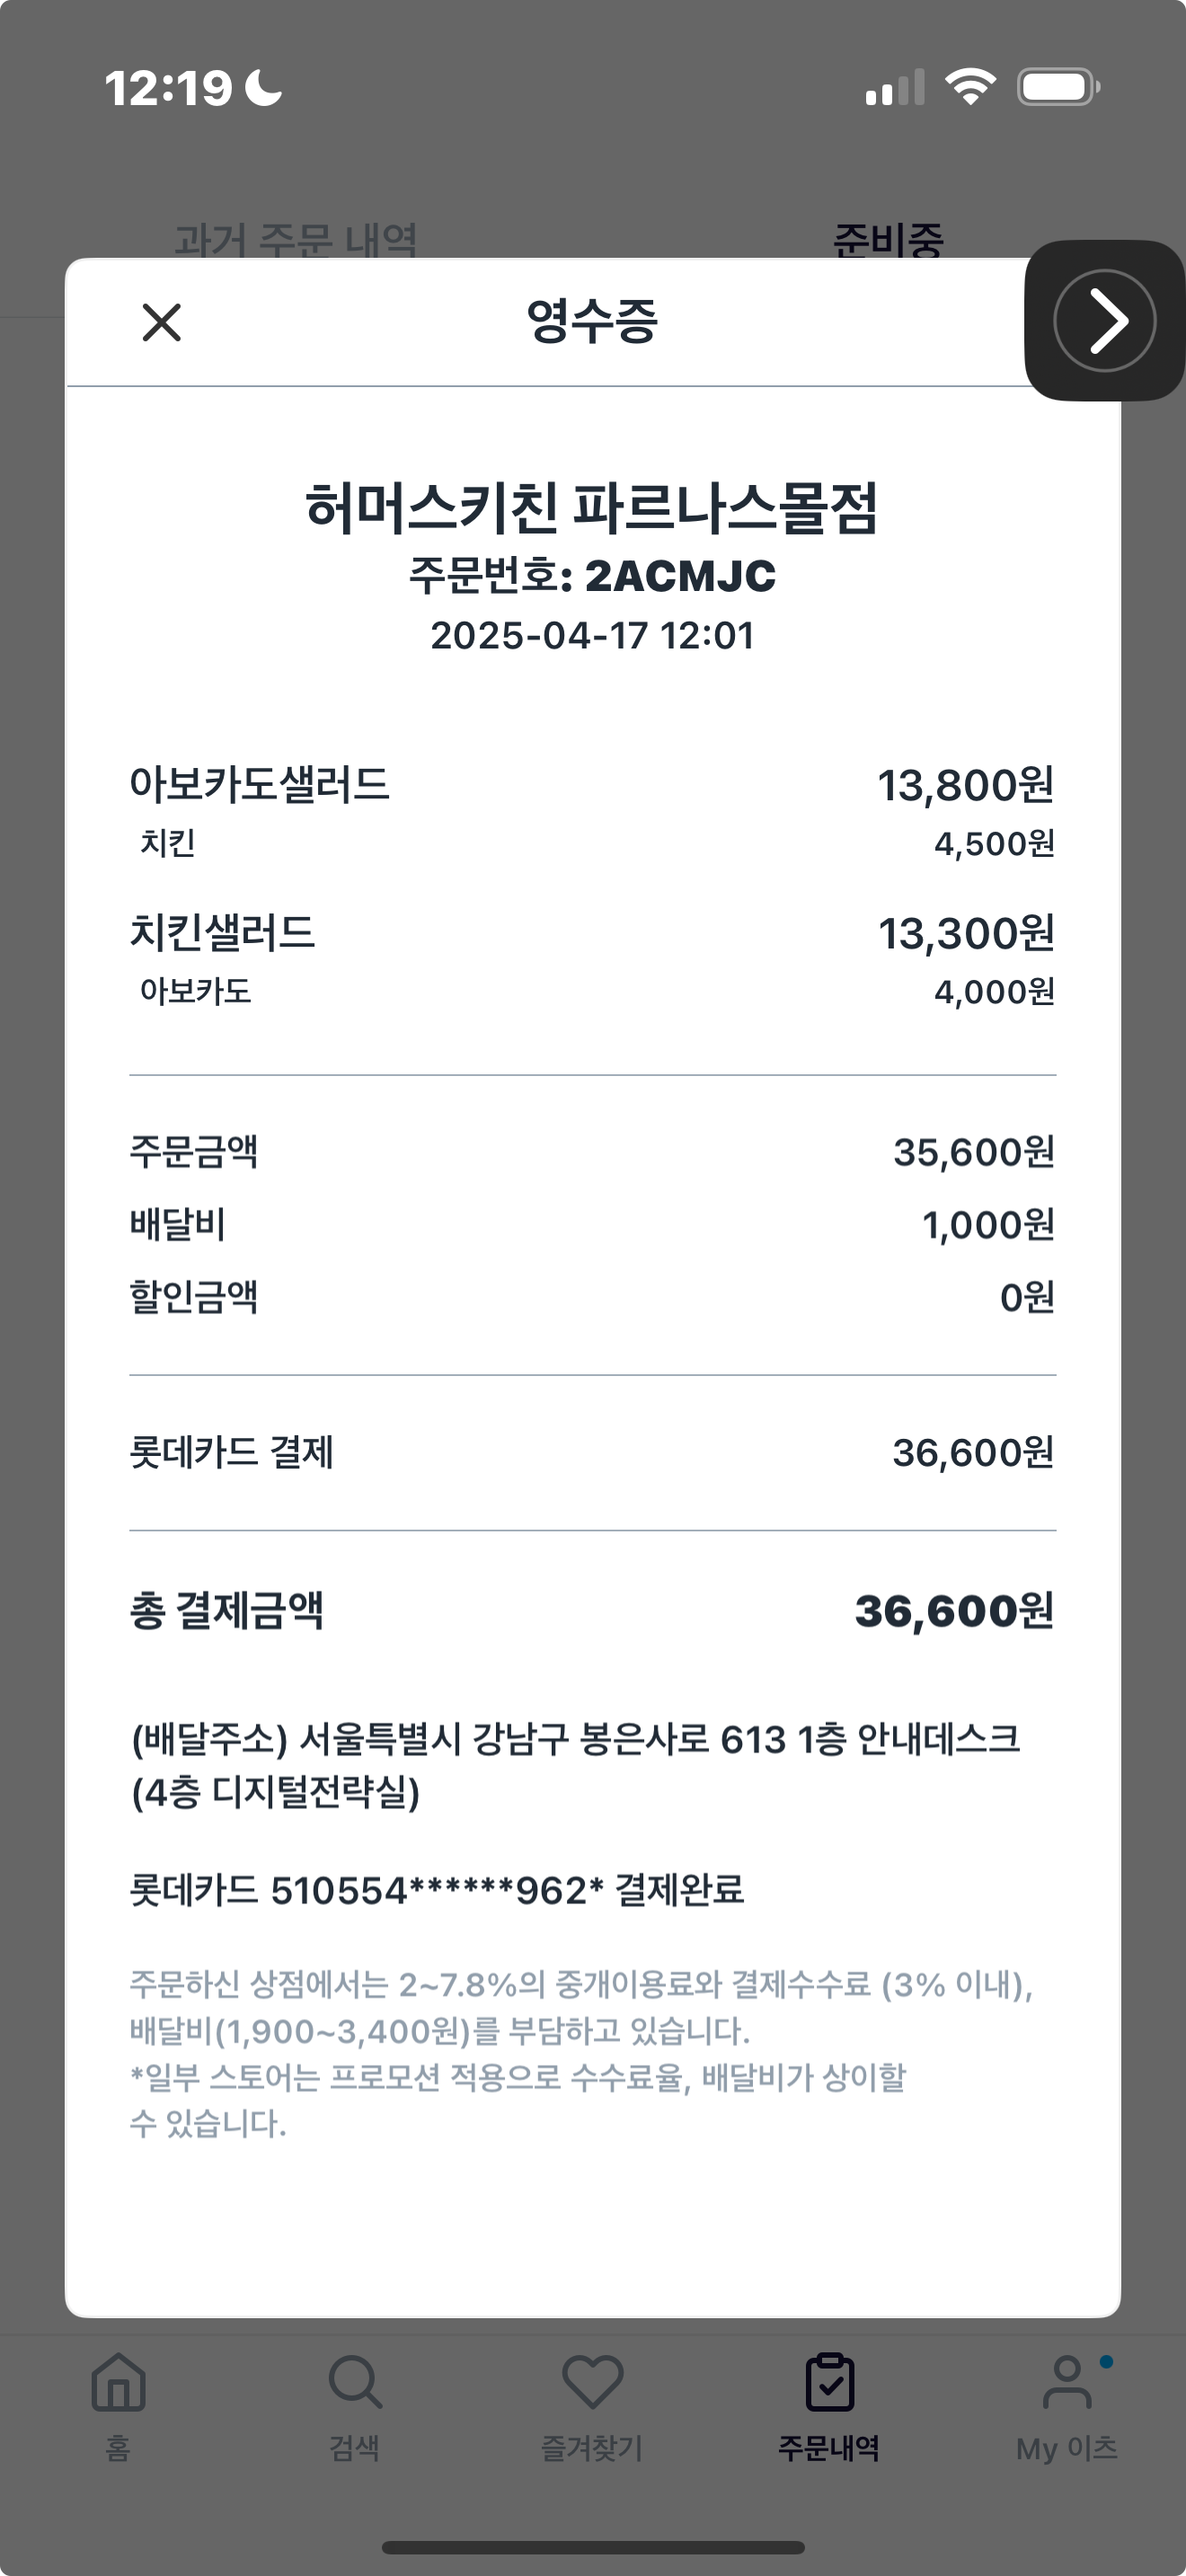 12:19
과거 주문 내역 준비중
영수증
허머스키친 파르나스몰점
주문번호: 2ACMJC
2025-04-17 12:01
아보카도샐러드 13,800원
치킨 4,500원
치킨샐러드 13,300원
아보카도 4,000원
주문금액 35,600원
배달비 1,000원
할인금액 0원
롯데카드 결제 36,600원
총 결제금액 36,600원
(배달주소) 서울특별시 강남구 봉은사로 613 1층 안내데스크
(4층 디지털전략실)
롯데카드 510554******962* 결제완료
주문하신 상점에서는 2~7.8%의 중개이용료와 결제수수료 (3% 이내),
배달비(1,900~3,400원)를 부담하고 있습니다.
*일부 스토어는 프로모션 적용으로 수수료율, 배달비가 상이할
수 있습니다.
홈 검색 즐겨찾기 주문내역 My 이츠